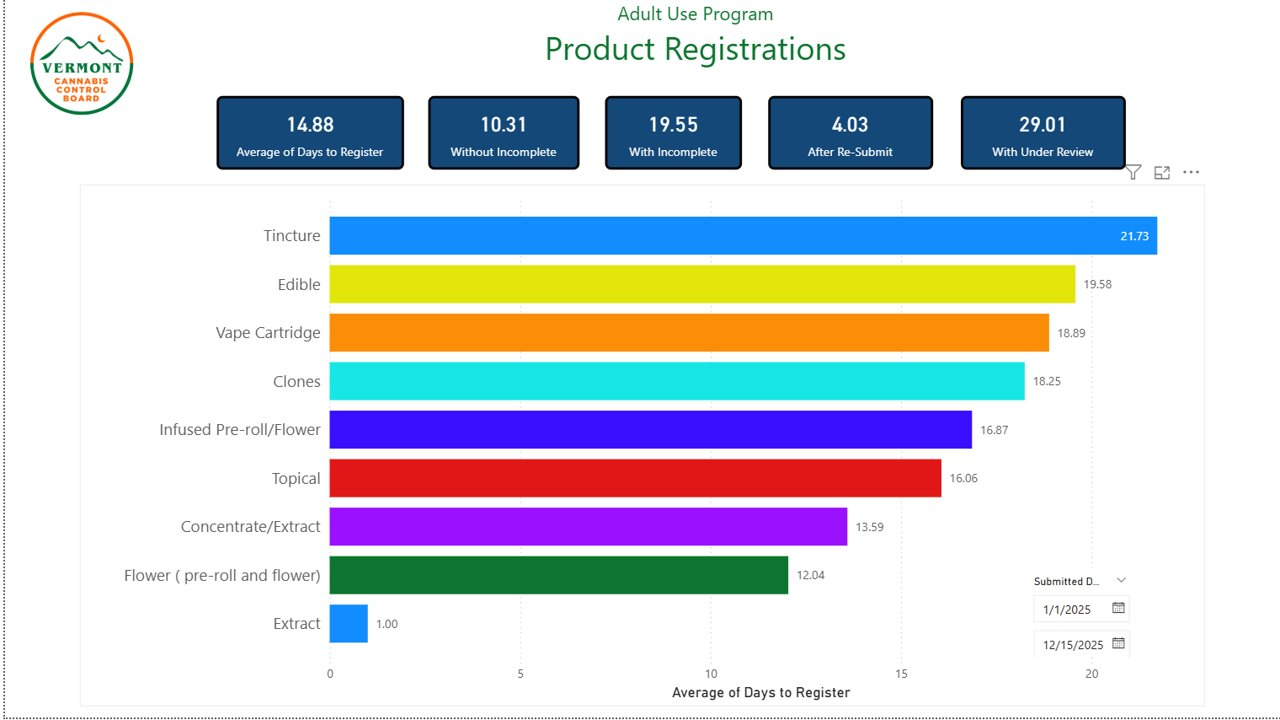 Adult Use Program
Product Registrations
VERMONT
CANNABIS
CONTROL
BOARD
14.88
Average of Days to Register
10.31
Without Incomplete
19.55
With Incomplete
4.03
After Re-Submit
29.01
With Under Review
Tincture 21.73
Edible 19.58
Vape Cartridge 18.89
Clones 18.25
Infused Pre-roll/Flower 16.87
Topical 16.06
Concentrate/Extract 13.59
Flower ( pre-roll and flower) 12.04
Extract 1.00
Submitted D...
1/1/2025
12/15/2025
0 5 10 15 20
Average of Days to Register